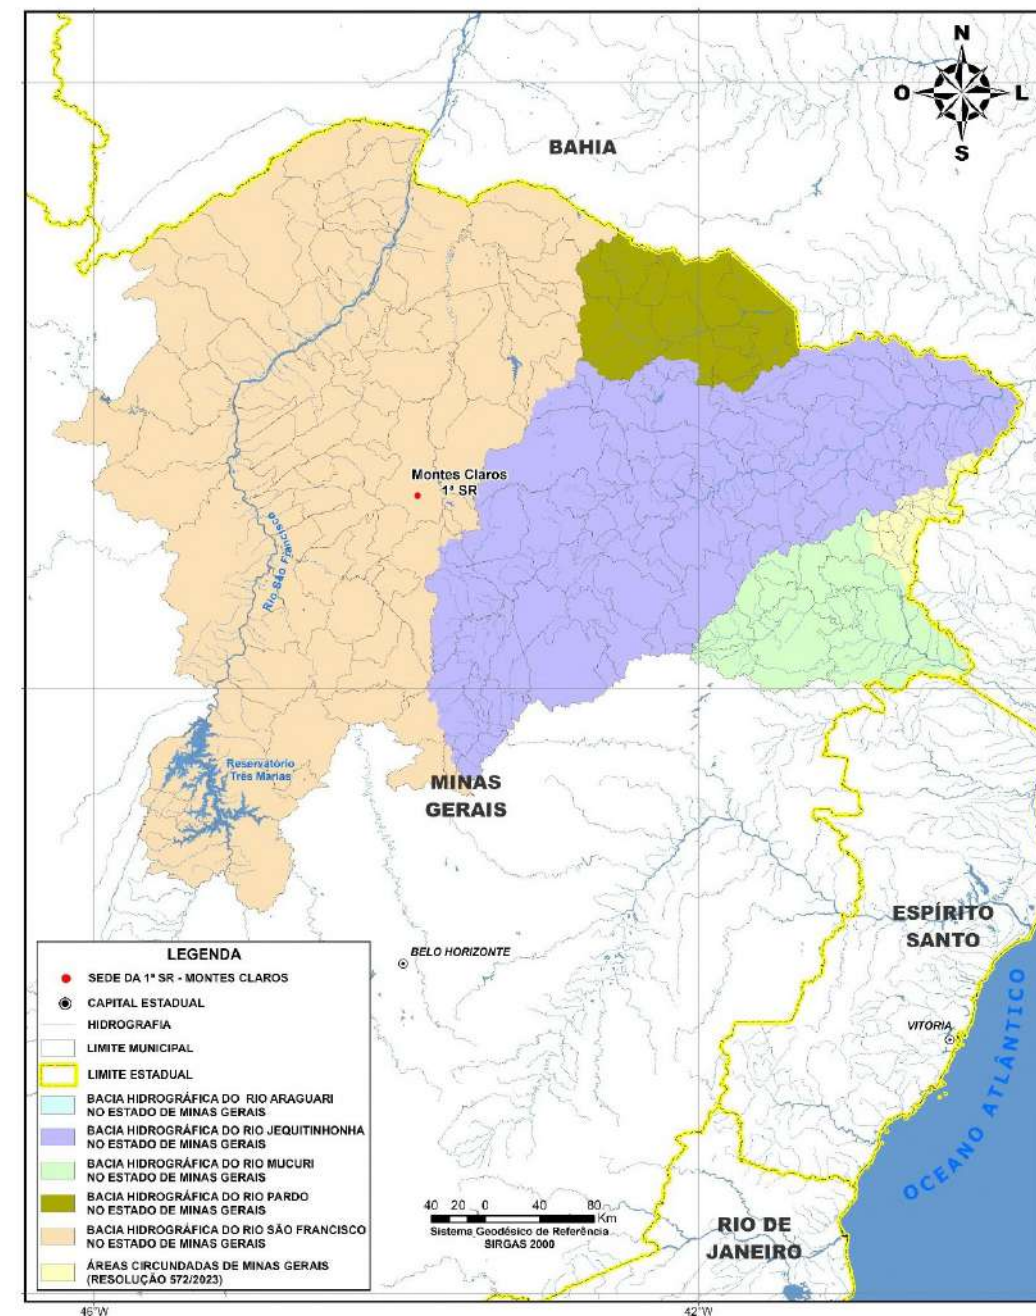 N
O
L
S
BAHIA
Montes Claros
1ª SR
Rio São Francisco
Reservatório
Três Marias
MINAS
GERAIS
ESPÍRITO
SANTO
BELO HORIZONTE
VITÓRIA
OCEANO ATLÂNTICO
RIO DE
JANEIRO
LEGENDA
SEDE DA 1ª SR - MONTES CLAROS
CAPITAL ESTADUAL
HIDROGRAFIA
LIMITE MUNICIPAL
LIMITE ESTADUAL
BACIA HIDROGRÁFICA DO RIO ARAGUARI
NO ESTADO DE MINAS GERAIS
BACIA HIDROGRÁFICA DO RIO JEQUITINHONHA
NO ESTADO DE MINAS GERAIS
BACIA HIDROGRÁFICA DO RIO MUCURI
NO ESTADO DE MINAS GERAIS
BACIA HIDROGRÁFICA DO RIO PARDO
NO ESTADO DE MINAS GERAIS
BACIA HIDROGRÁFICA DO RIO SÃO FRANCISCO
NO ESTADO DE MINAS GERAIS
ÁREAS CIRCUNDADAS DE MINAS GERAIS
(RESOLUÇÃO 572/2023)
40 20 0 40 80
Km
Sistema Geodésico de Referência
SIRGAS 2000
46°W
42°W